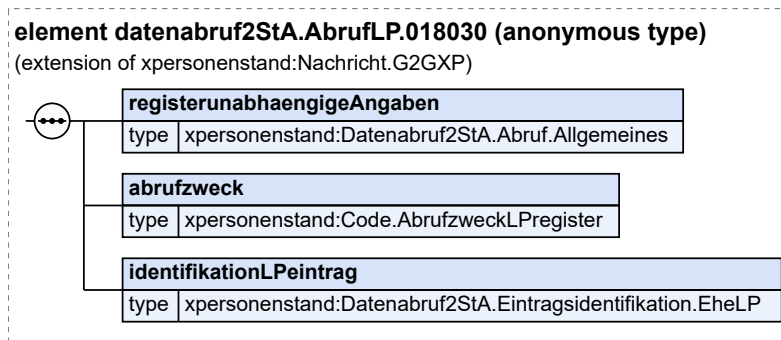 element datenabruf2StA.AbrufLP.018030 (anonymous type)
(extension of xpersonenstand:Nachricht.G2GXP)
registerunabhaengigeAngaben
type xpersonenstand:Datenabruf2StA.Abruf.Allgemeines
abrufzweck
type xpersonenstand:Code.AbrufzweckLPregister
identifikationLPeintrag
type xpersonenstand:Datenabruf2StA.Eintragsidentifikation.EheLP